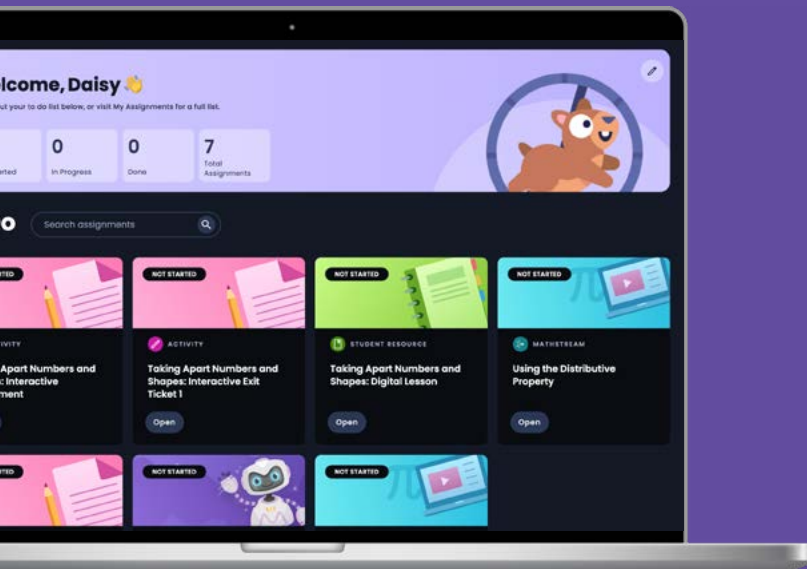 Daisy
ut your to do list below, or visit My Assignments for a full list.
0
0
7
In Progress
Done
Total
Assignments
Search assignments
NOT STARTED
NOT STARTED
NOT STARTED
ACTIVITY
STUDENT RESOURCE
MATHSTREAM
Apart Numbers and
Interactive
Taking Apart Numbers and
Shapes: Interactive Exit
Ticket 1
Taking Apart Numbers and
Shapes: Digital Lesson
Using the Distributive
Property
Open
Open
Open
NOT STARTED
NOT STARTED